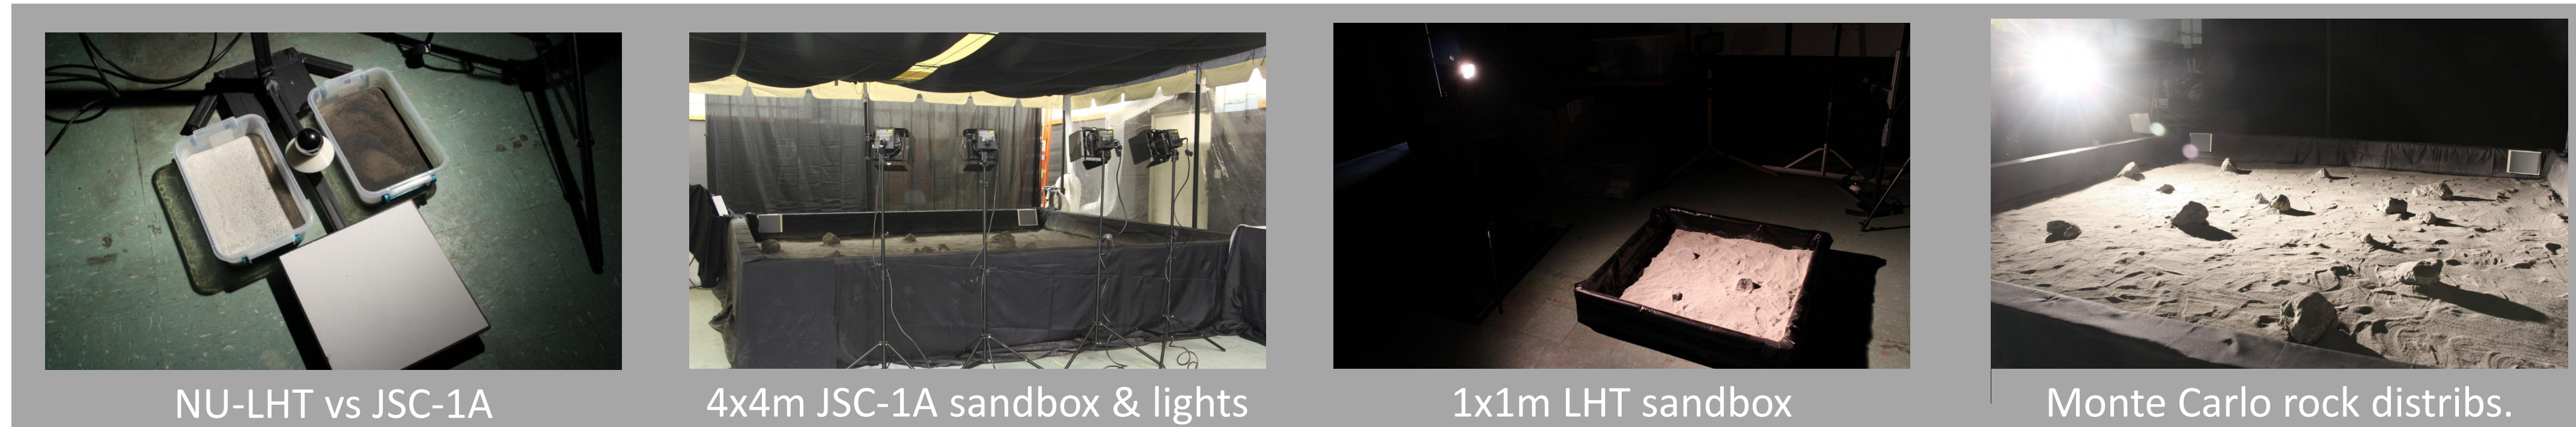 NU-LHT vs JSC-1A
4x4m JSC-1A sandbox & lights
1x1m LHT sandbox
Monte Carlo rock distribs.